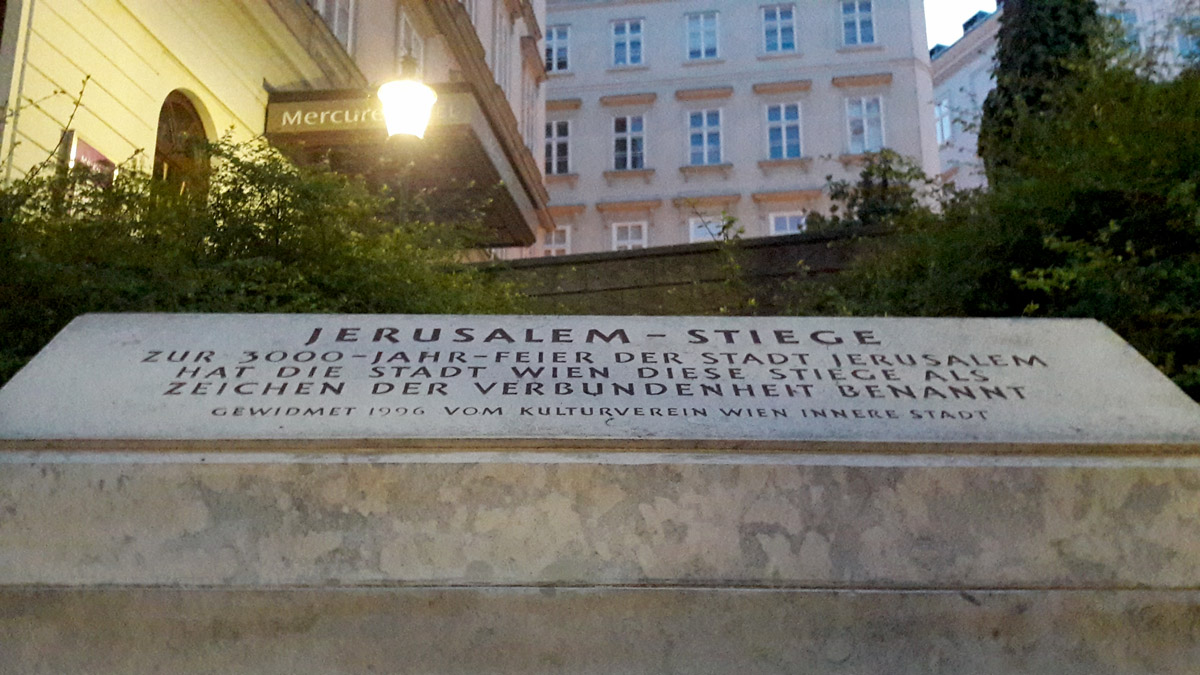 Mercure
JERUSALEM – STIEGE
ZUR 3000-JAHR-FEIER DER STADT JERUSALEM
HAT DIE STADT WIEN DIESE STIEGE ALS
ZEICHEN DER VERBUNDENHEIT BENANNT
GEWIDMET 1996 VOM KULTURVEREIN WIEN INNERE STADT